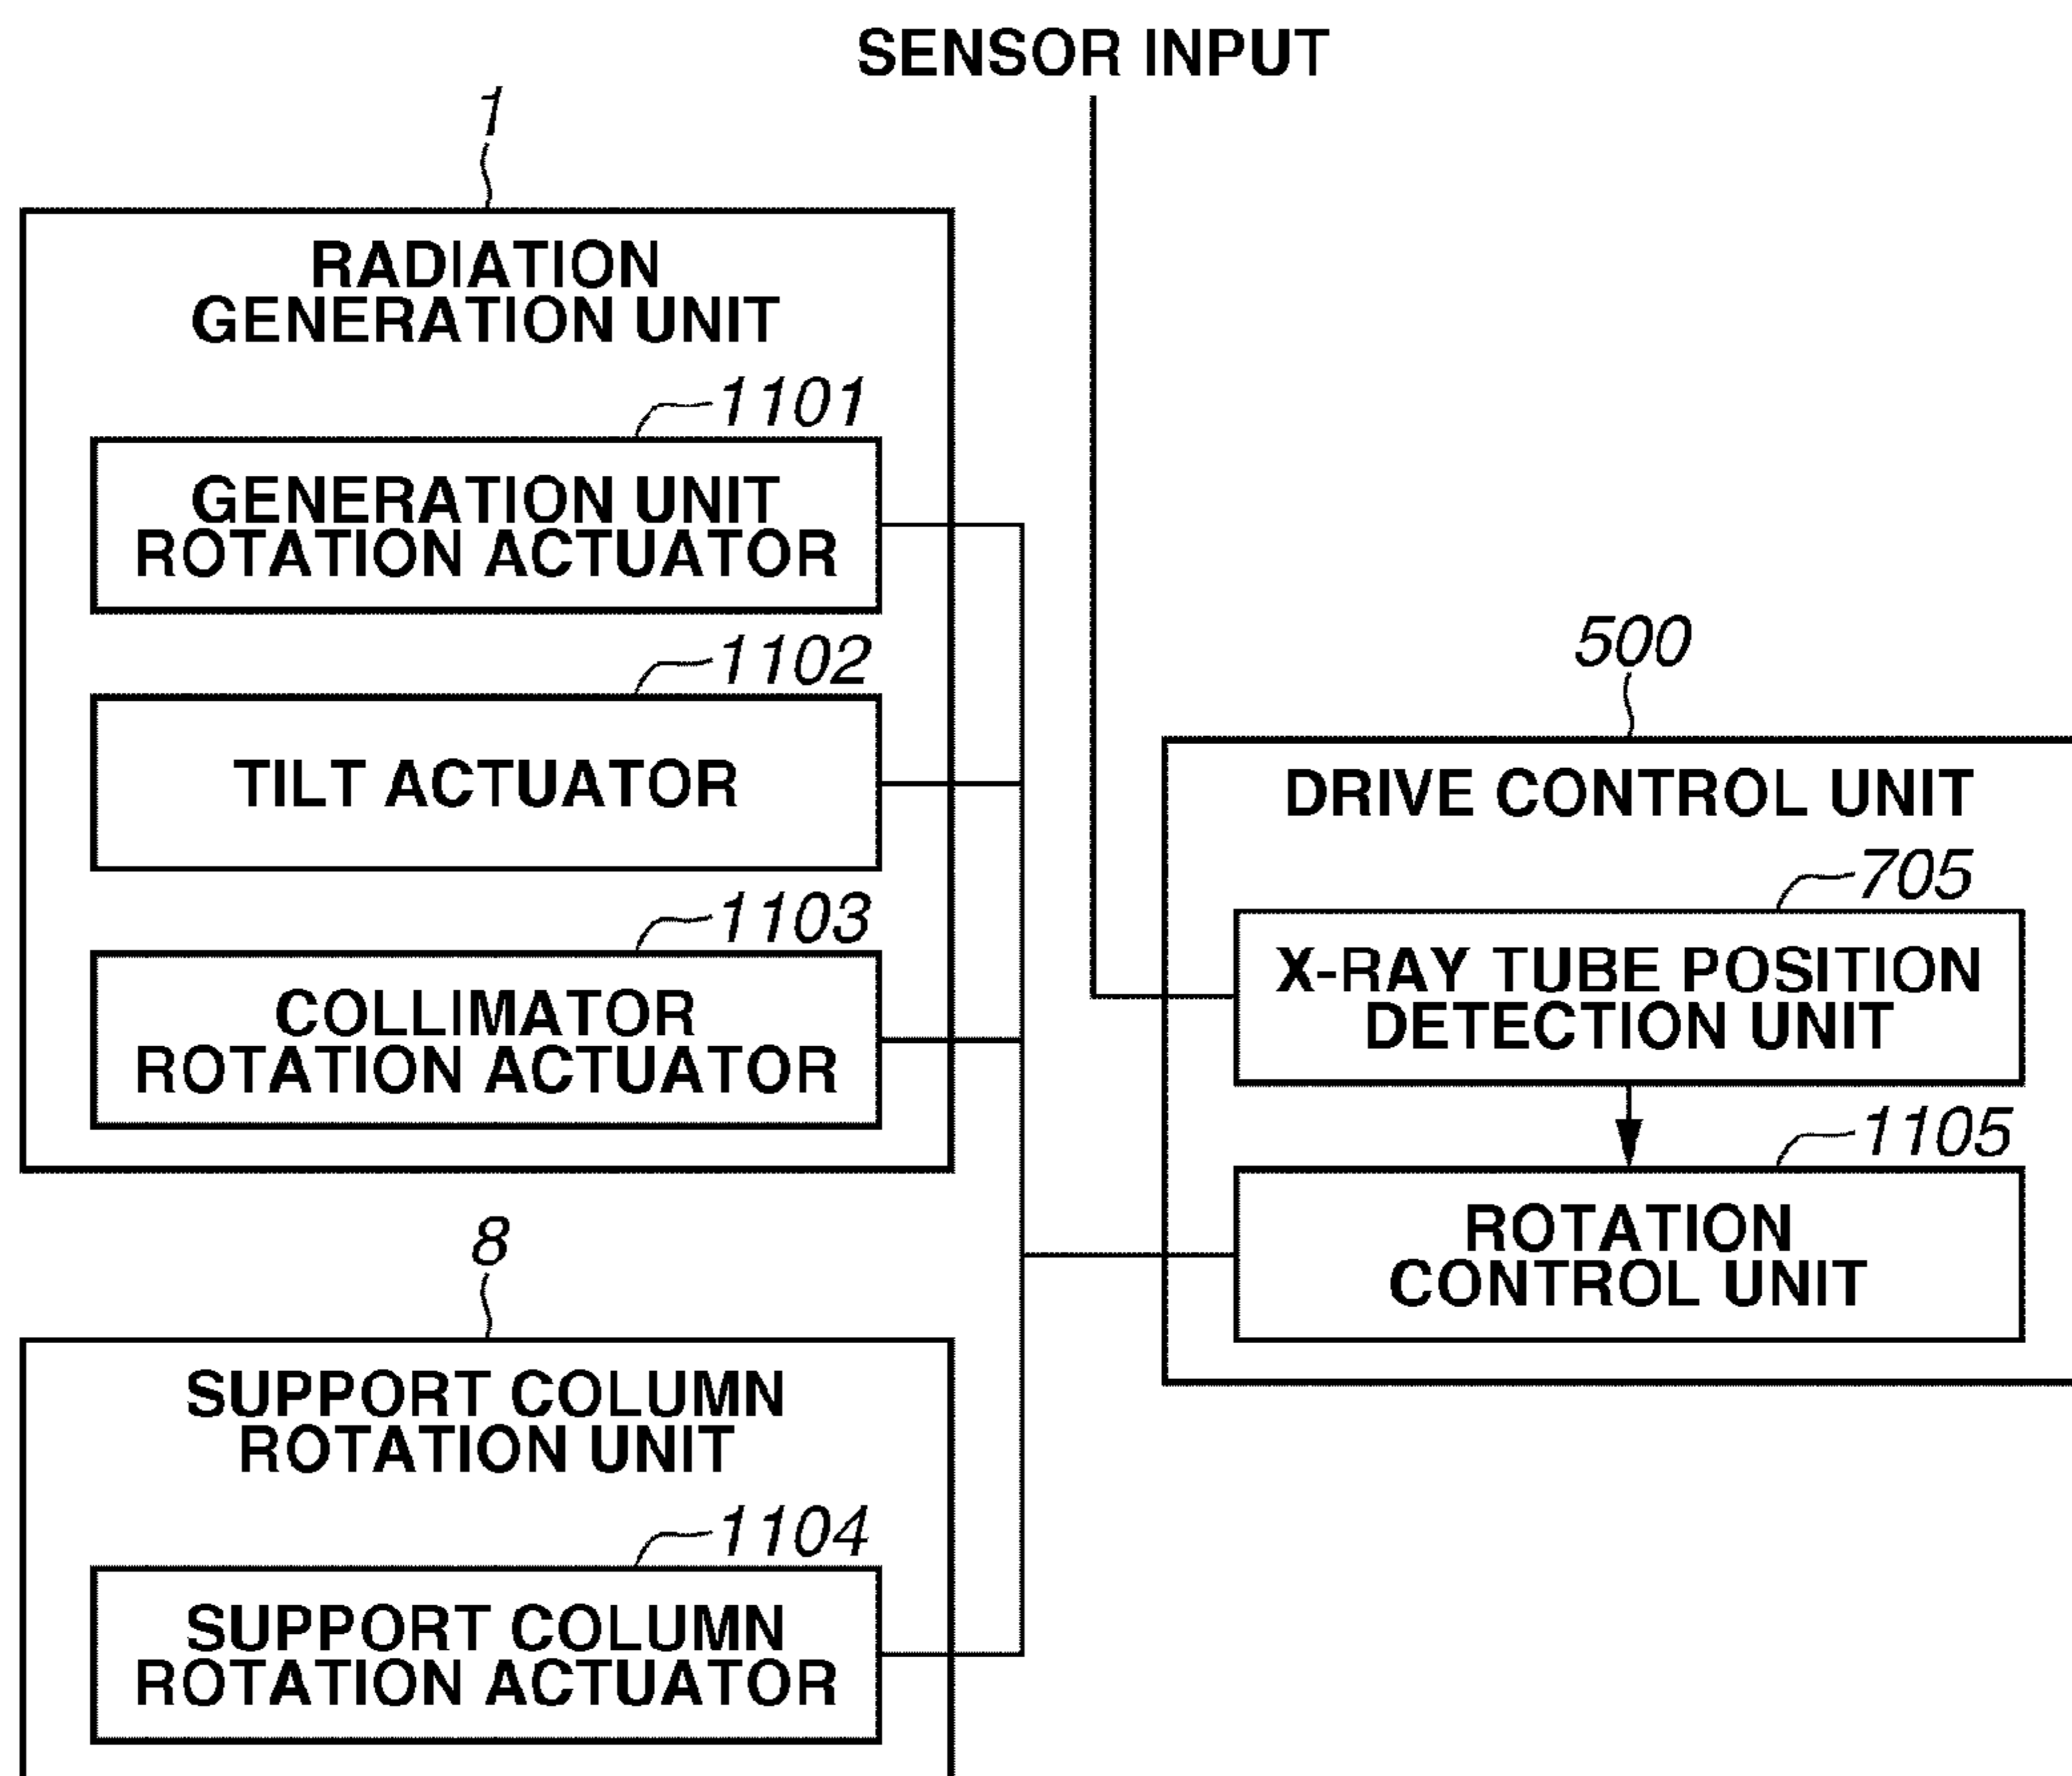 SENSOR INPUT
1
RADIATION
GENERATION UNIT
1101
GENERATION UNIT
ROTATION ACTUATOR
1102
TILT ACTUATOR
1103
COLLIMATOR
ROTATION ACTUATOR
8
SUPPORT COLUMN
ROTATION UNIT
1104
SUPPORT COLUMN
ROTATION ACTUATOR
500
DRIVE CONTROL UNIT
705
X-RAY TUBE POSITION
DETECTION UNIT
1105
ROTATION
CONTROL UNIT